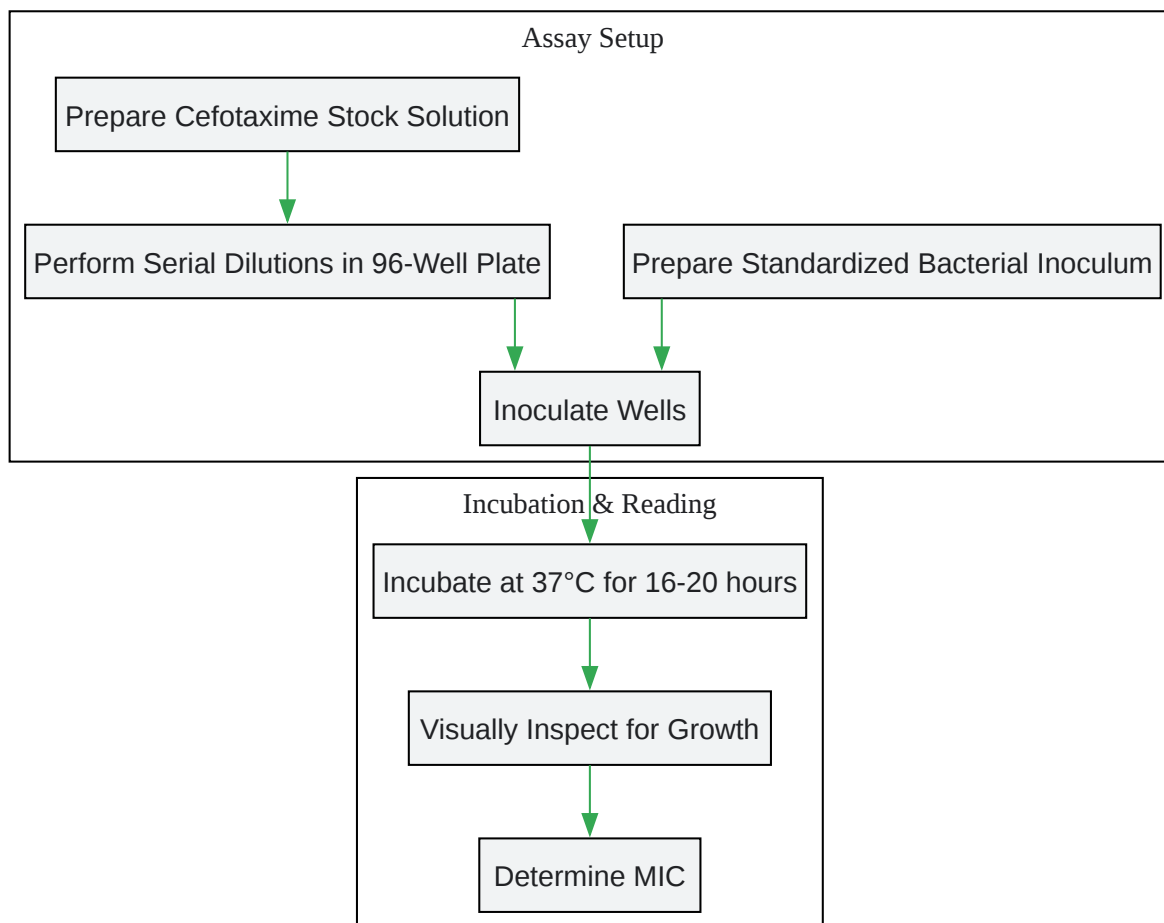 Assay Setup
Prepare Cefotaxime Stock Solution
Perform Serial Dilutions in 96-Well Plate
Prepare Standardized Bacterial Inoculum
Inoculate Wells
Incubation & Reading
Incubate at 37°C for 16-20 hours
Visually Inspect for Growth
Determine MIC